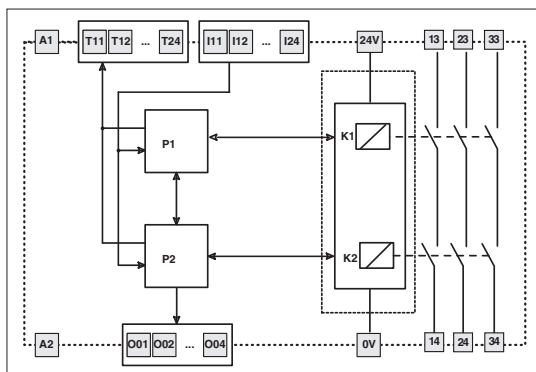 A1 T11 T12 ... T24 I11 I12 ... I24 24V 13 23 33
P1 K1
P2 K2
A2 O01 O02 ... O04 0V 14 24 34